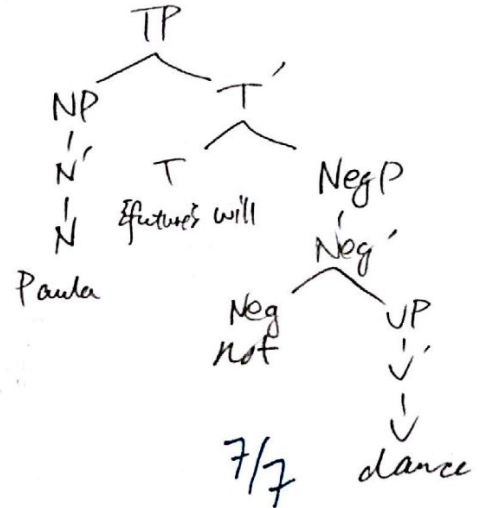 TP
NP T′
N′ T NegP
{future} will
N Neg′
Paula
Neg VP
not V′
V
7/7 dance